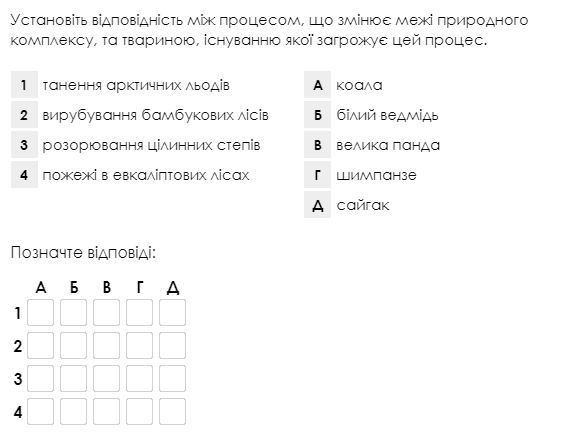 Установіть відповідність між процесом, що змінює межі природного
комплексу, та твариною, існуванню якої загрожує цей процес.
1 танення арктичних льодів
2 вирубування бамбукових лісів
3 розорювання цілинних степів
4 пожежі в евкаліптових лісах
А коала
Б білий ведмідь
В велика панда
Г шимпанзе
Д сайгак
Позначте відповіді:
А Б В Г Д
1
2
3
4